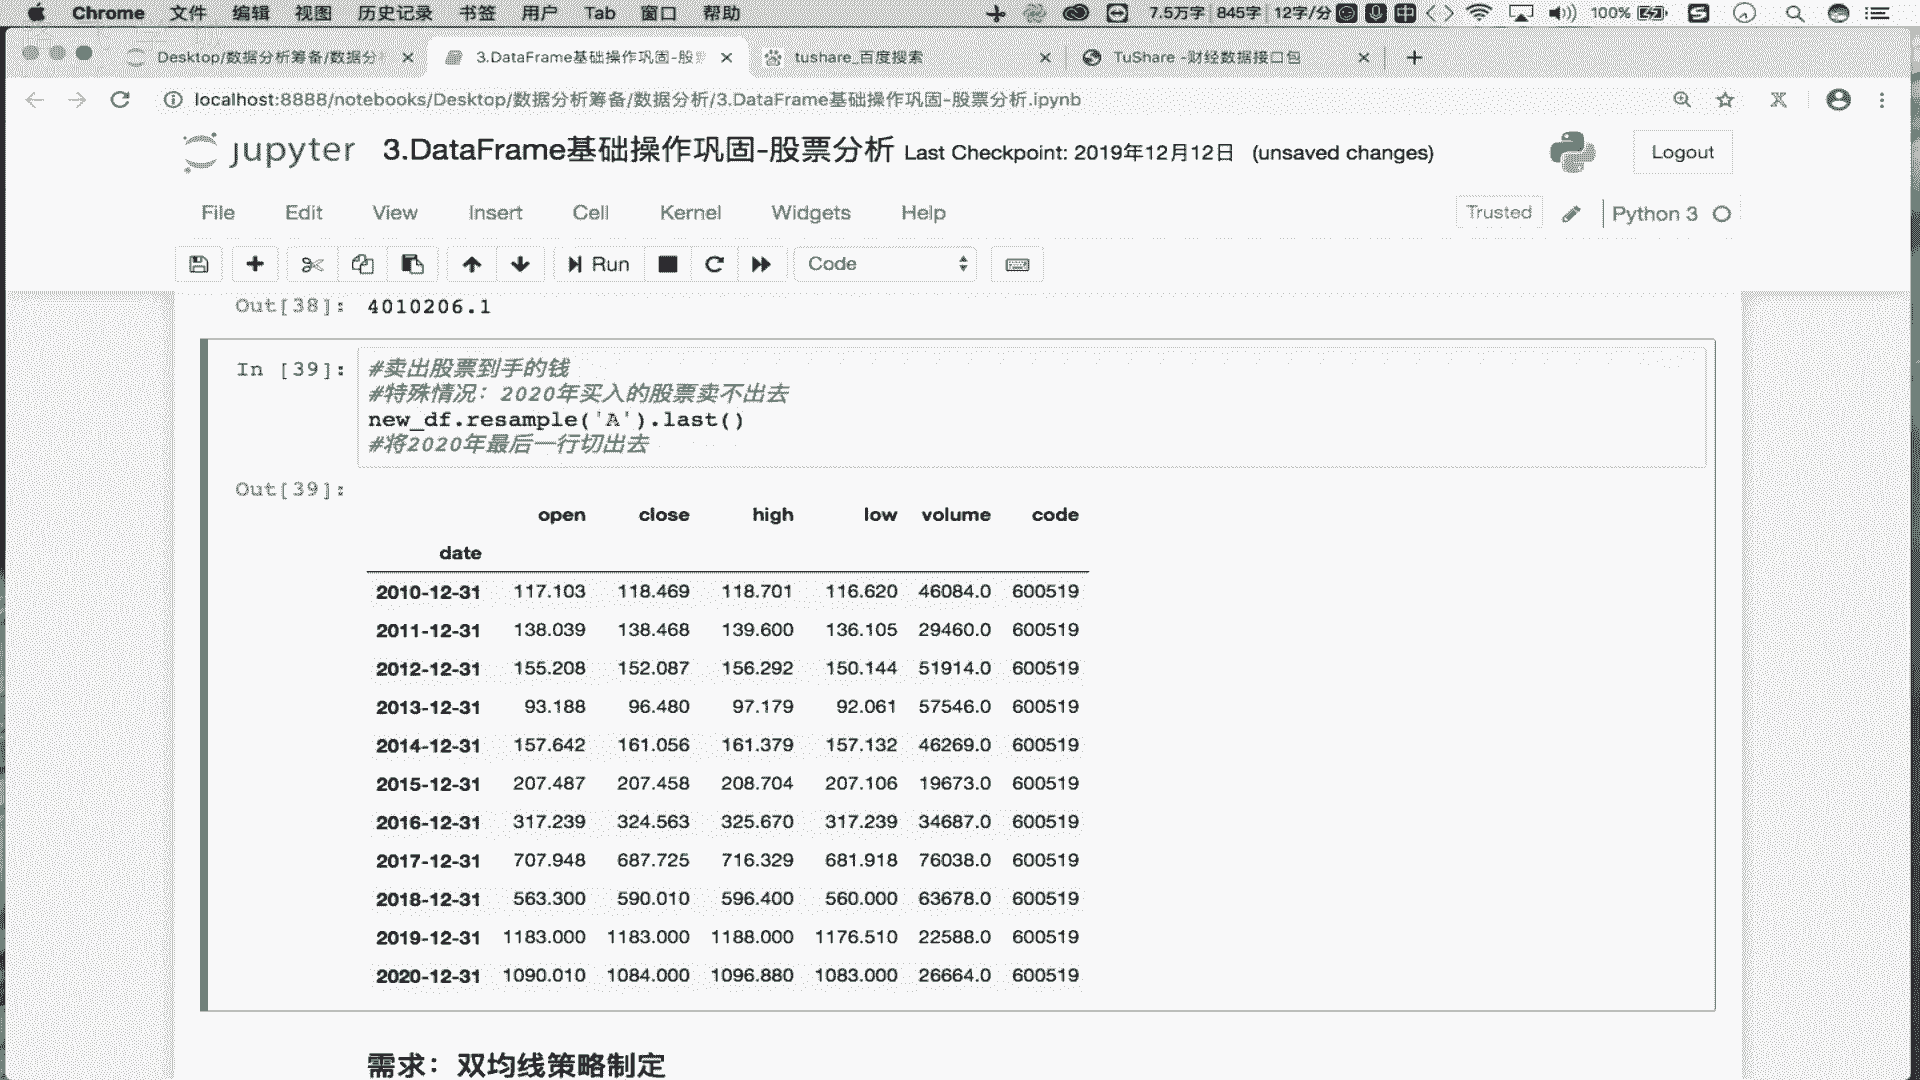 Chrome 文件 编辑 视图 历史记录 书签 用户 Tab 窗口 帮助 7.5万字 845字 12字/分 中 100%
Desktop/数据分析筹备/数据分 3.DataFrame基础操作巩固-股 tushare_百度搜索 TuShare -财经数据接口包
localhost:8888/notebooks/Desktop/数据分析筹备/数据分析/3.DataFrame基础操作巩固-股票分析.ipynb
jupyter 3.DataFrame基础操作巩固-股票分析 Last Checkpoint: 2019年12月12日 (unsaved changes) Logout
File Edit View Insert Cell Kernel Widgets Help Trusted Python 3
Run Code
Out[38]: 4010206.1
In [39]: #卖出股票到手的钱
#特殊情况：2020年买入的股票卖不出去
new_df.resample('A').last()
#将2020年最后一行切出去
Out[39]:
open close high low volume code
date
2010-12-31 117.103 118.469 118.701 116.620 46084.0 600519
2011-12-31 138.039 138.468 139.600 136.105 29460.0 600519
2012-12-31 155.208 152.087 156.292 150.144 51914.0 600519
2013-12-31 93.188 96.480 97.179 92.061 57546.0 600519
2014-12-31 157.642 161.056 161.379 157.132 46269.0 600519
2015-12-31 207.487 207.458 208.704 207.106 19673.0 600519
2016-12-31 317.239 324.563 325.670 317.239 34687.0 600519
2017-12-31 707.948 687.725 716.329 681.918 76038.0 600519
2018-12-31 563.300 590.010 596.400 560.000 63678.0 600519
2019-12-31 1183.000 1183.000 1188.000 1176.510 22588.0 600519
2020-12-31 1090.010 1084.000 1096.880 1083.000 26664.0 600519
需求：双均线策略制定